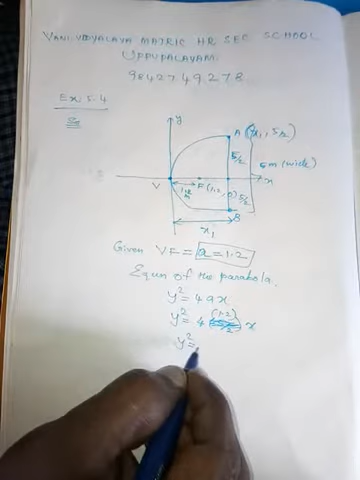 VANI VIDYALAYA MATRIC HR SEC SCHOOL
UPPUPALAYAM
9842749278
Ex 5.4
y
A (x₁, 5/2)
5/2
5m (wide)
x
V
F (1.2, 0)
5/2
1.2
B
x₁
Given VF = a = 1.2
Equn of the parabola.
y² = 4ax
y² = 4 (1.2) x
y² =